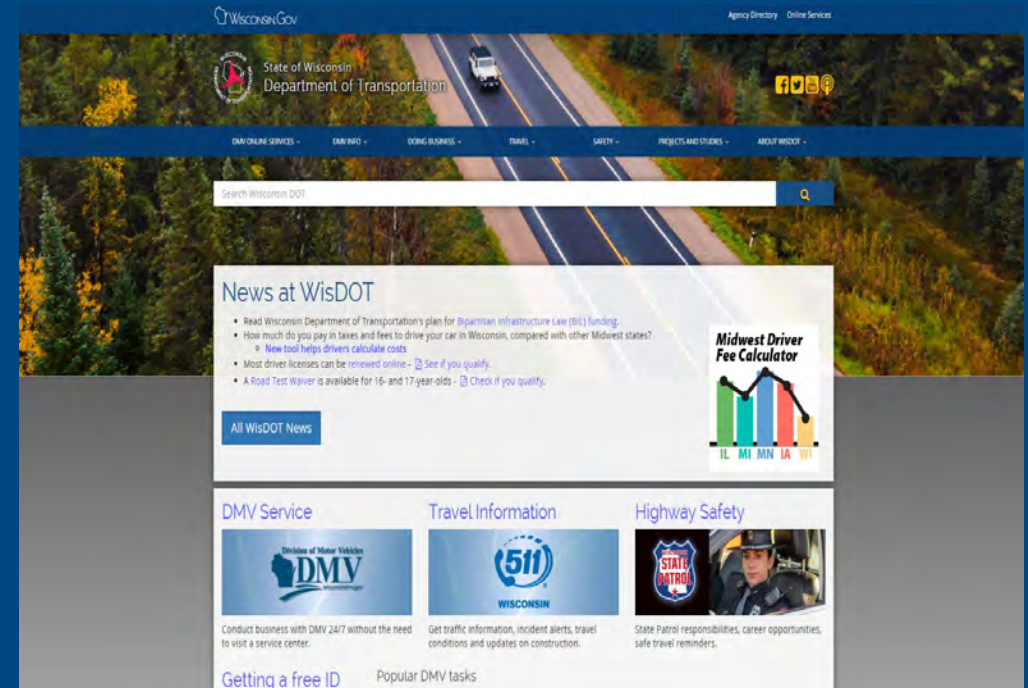 WISCONSIN.GOV
Agency Directory Online Services
State of Wisconsin
Department of Transportation
DMV ONLINE SERVICES DMV INFO DOING BUSINESS TRAVEL SAFETY PROJECTS AND STUDIES ABOUT WISDOT
Search Wisconsin DOT
News at WisDOT
• Read Wisconsin Department of Transportation's plan for Bipartisan Infrastructure Law (BIL) funding.
• How much do you pay in taxes and fees to drive your car in Wisconsin, compared with other Midwest states?
New tool helps drivers calculate costs
• Most driver licenses can be renewed online - See if you qualify.
• A Road Test Waiver is available for 16- and 17-year-olds - Check if you qualify.
All WisDOT News
Midwest Driver
Fee Calculator
IL MI MN IA WI
DMV Service
Division of Motor Vehicles
DMV
Conduct business with DMV 24/7 without the need
to visit a service center.
Travel Information
511
WISCONSIN
Get traffic information, incident alerts, travel
conditions and updates on construction.
Highway Safety
STATE
PATROL
State Patrol responsibilities, career opportunities,
safe travel reminders.
Getting a free ID
Popular DMV tasks